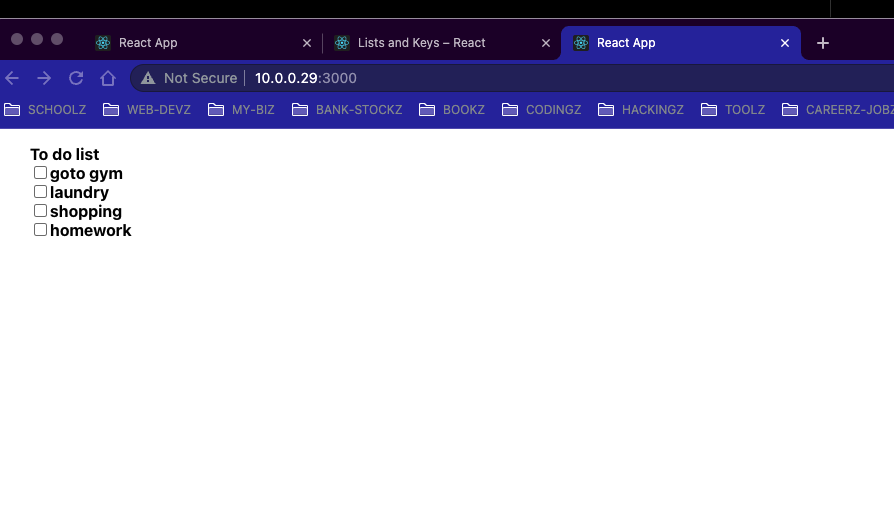 React App
Lists and Keys – React
React App
Not Secure 10.0.0.29:3000
SCHOOLZ WEB-DEVZ MY-BIZ BANK-STOCKZ BOOKZ CODINGZ HACKINGZ TOOLZ CAREERZ-JOBZ
To do list
goto gym
laundry
shopping
homework